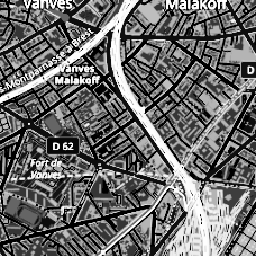 Vanves
Malakoff
Montparnasse à Brest
Vanves
Malakoff
D
D 62
Fort de
Vanves